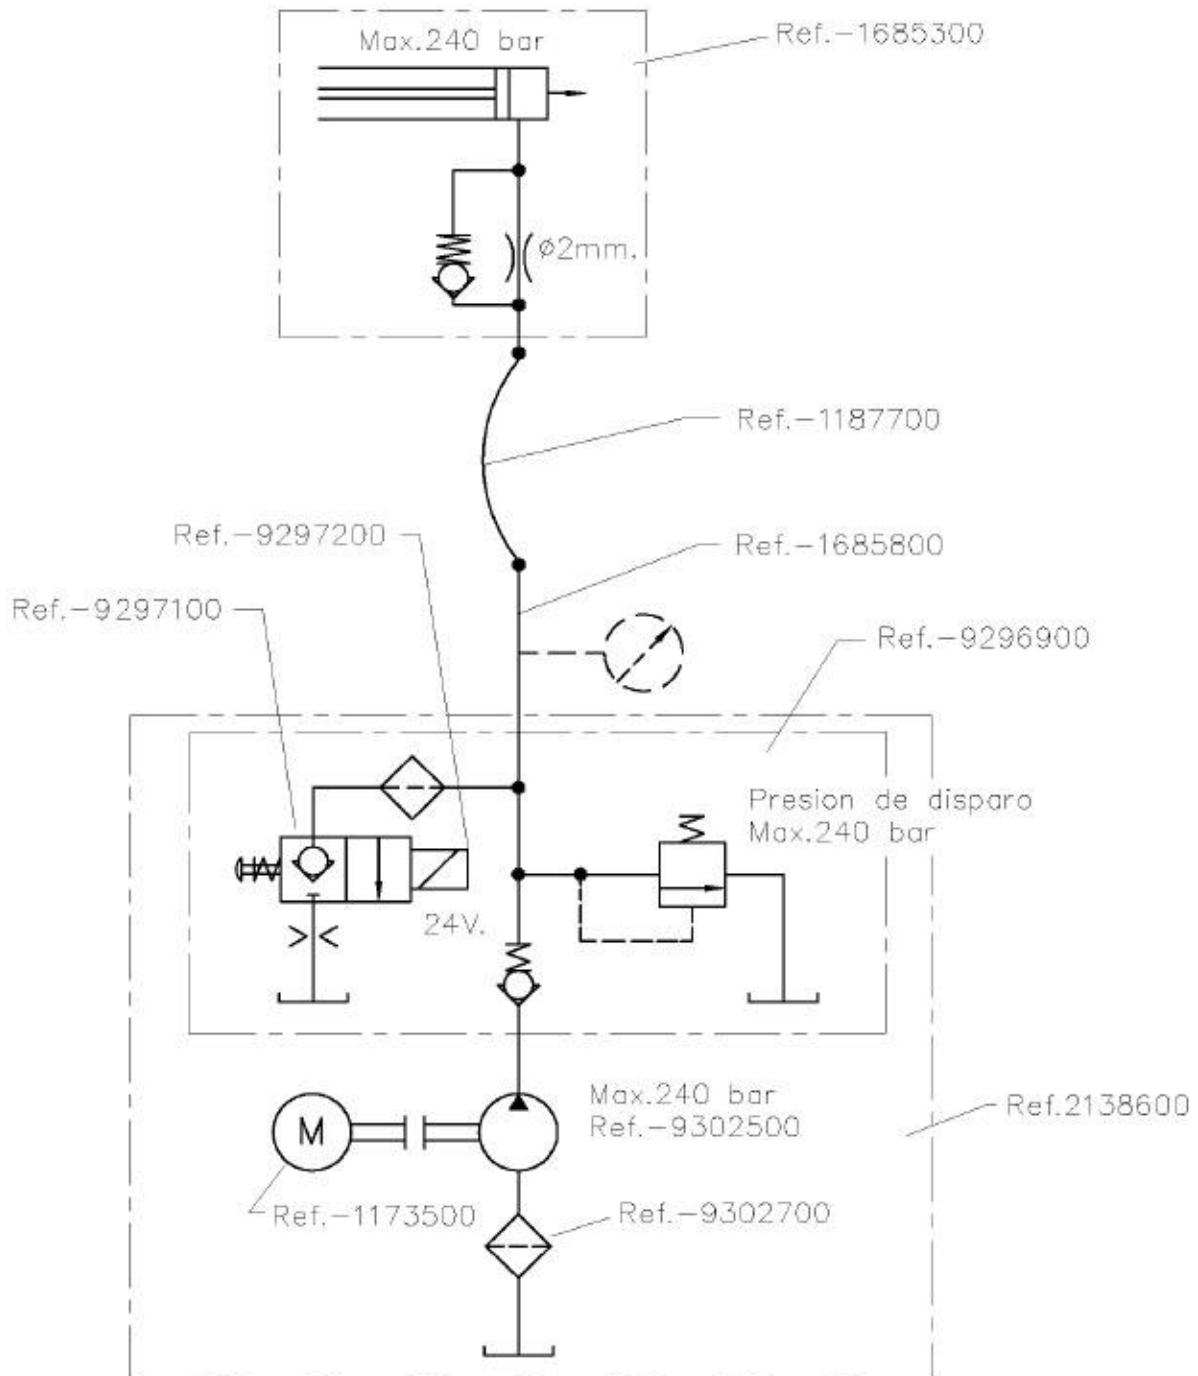 Max.240 bar
Ref.-1685300
ø2mm.
Ref.-1187700
Ref.-9297200
Ref.-1685800
Ref.-9297100
Ref.-9296900
Presion de disparo
Max.240 bar
24V.
Max.240 bar
Ref.-9302500
Ref.2138600
M
Ref.-1173500
Ref.-9302700